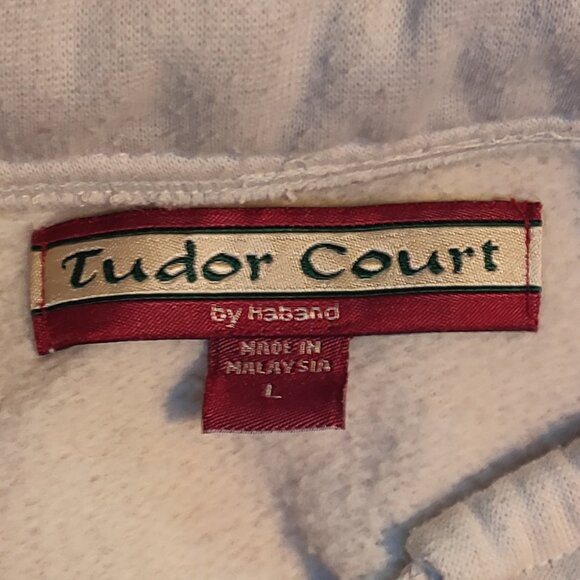 Tudor Court
by Haband
MADE IN
MALAYSIA
L